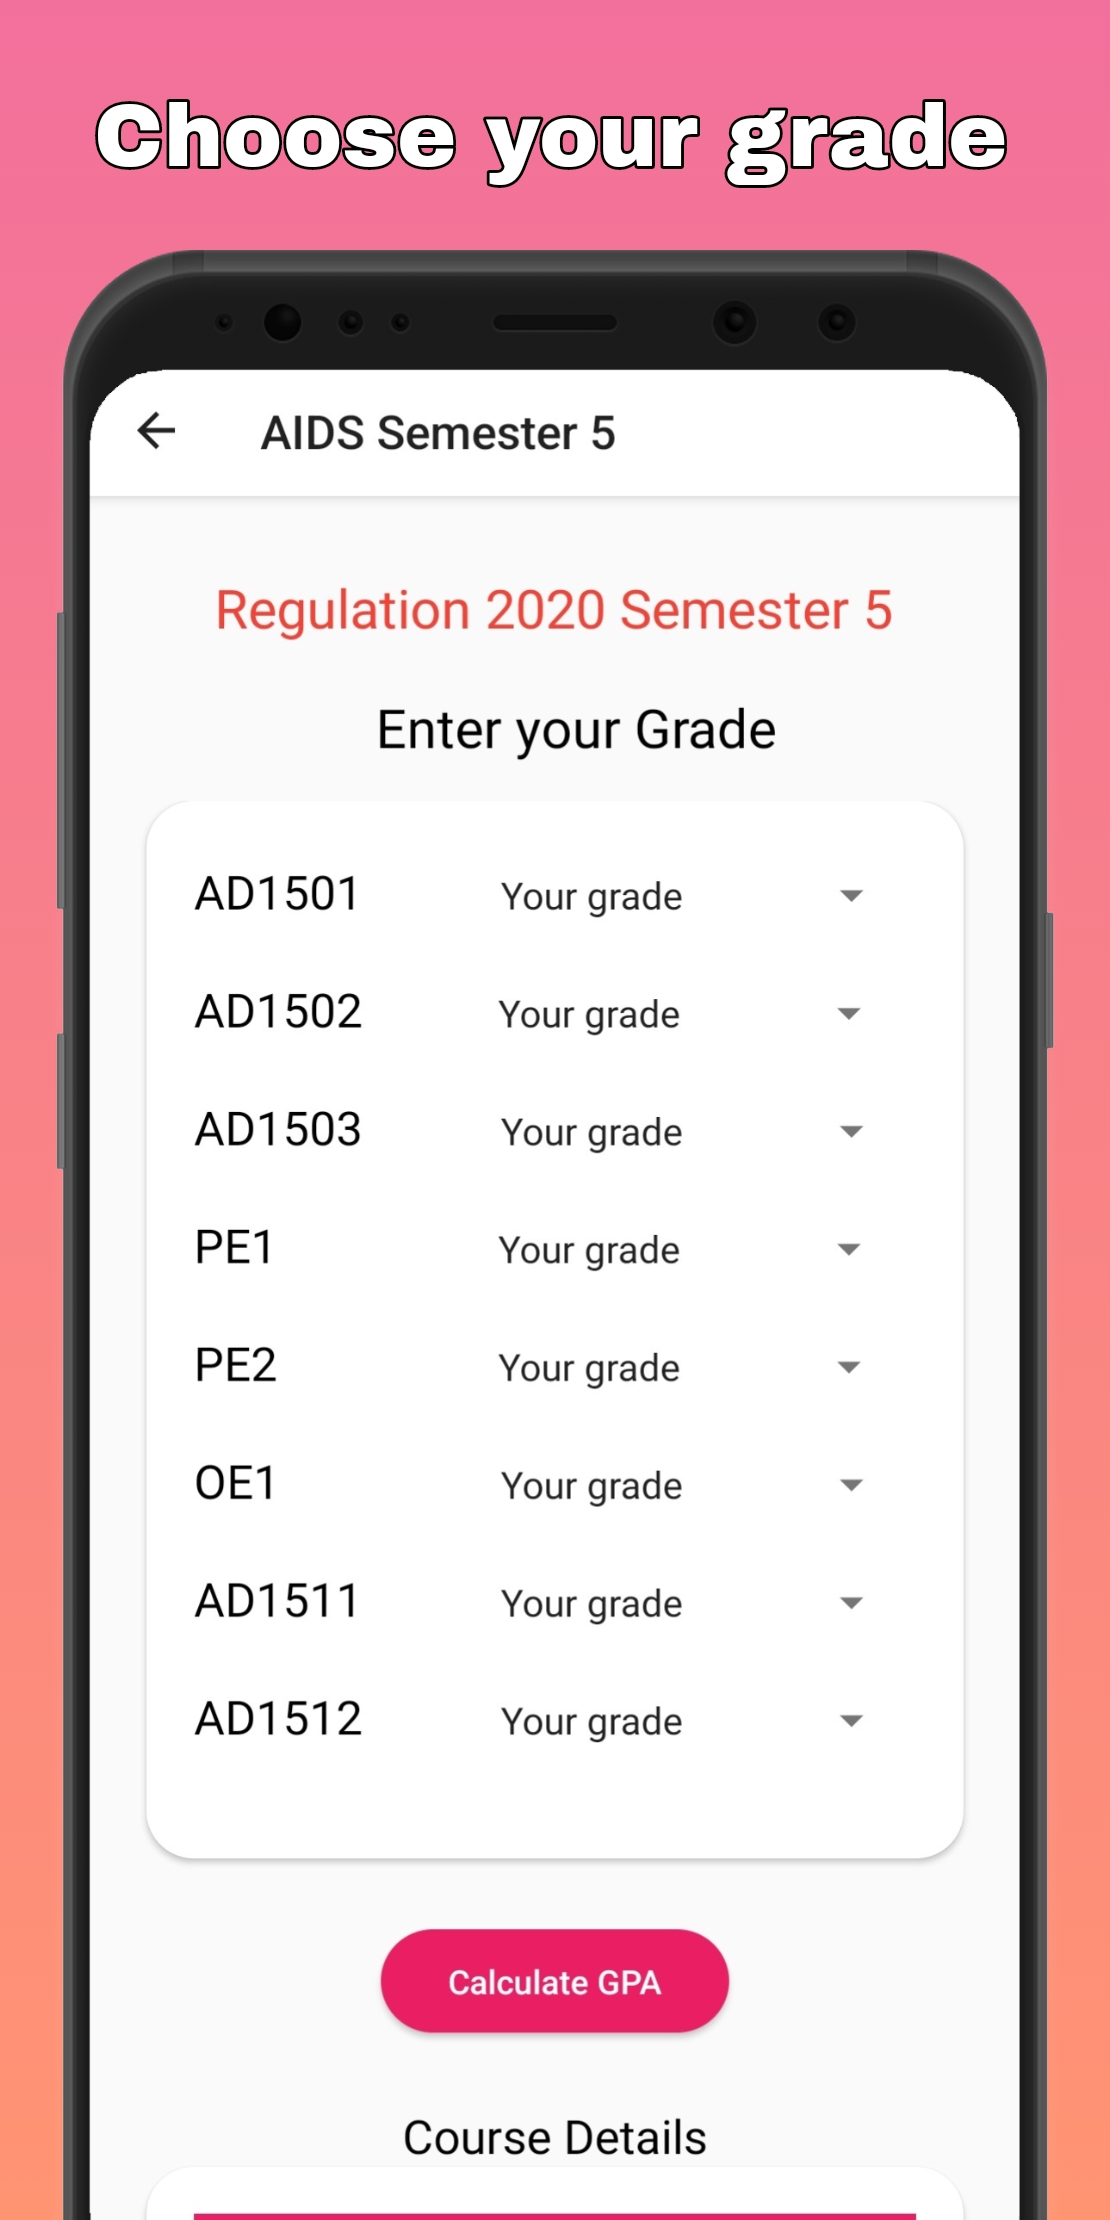 Choose your grade
AIDS Semester 5
Regulation 2020 Semester 5
Enter your Grade
AD1501 Your grade
AD1502 Your grade
AD1503 Your grade
PE1 Your grade
PE2 Your grade
OE1 Your grade
AD1511 Your grade
AD1512 Your grade
Calculate GPA
Course Details